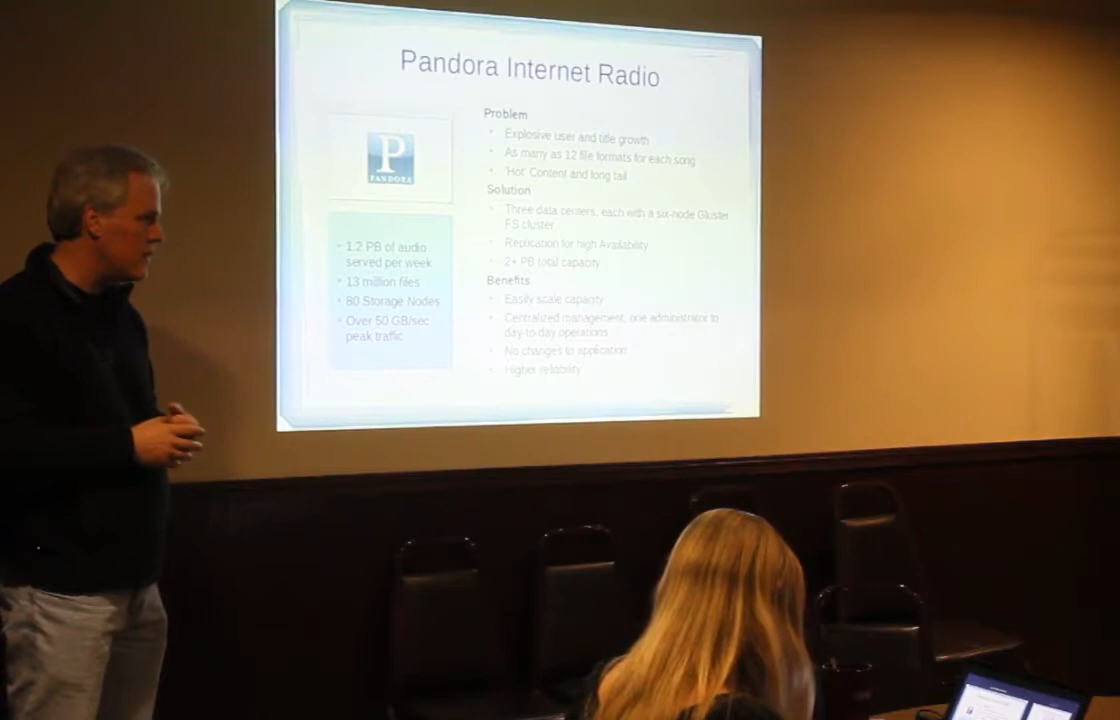 Pandora Internet Radio
P
PANDORA
• 1.2 PB of audio
served per week
• 13 million files
• 80 Storage Nodes
• Over 50 GB/sec
peak traffic
Problem
• Explosive user and title growth
• As many as 12 file formats for each song
• 'Hot' Content and long tail
Solution
• Three data centers, each with a six-node Gluster
FS cluster
• Replication for high Availability
• 2+ PB total capacity
Benefits
• Easily scale capacity
• Centralized management, one administrator to
day-to-day operations
• No changes to application
• Higher reliability